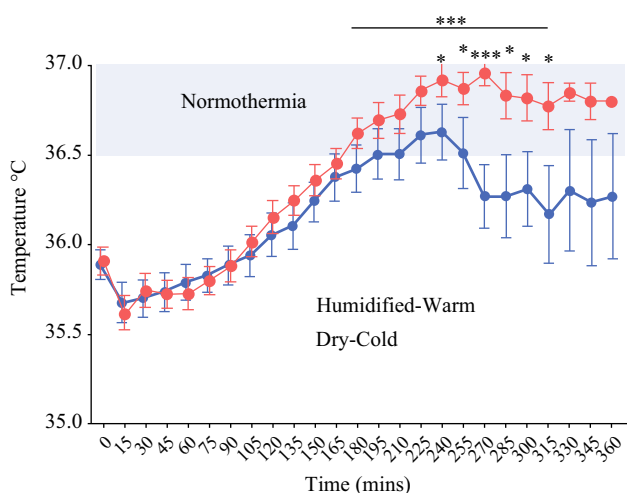 ***
* * *** * * *
37.0
Normothermia
36.5
Temperature °C
36.0
Humidified-Warm
35.5
Dry-Cold
35.0
0 15 30 45 60 75 90 105 120 135 150 165 180 195 210 225 240 255 270 285 300 315 330 345 360
Time (mins)